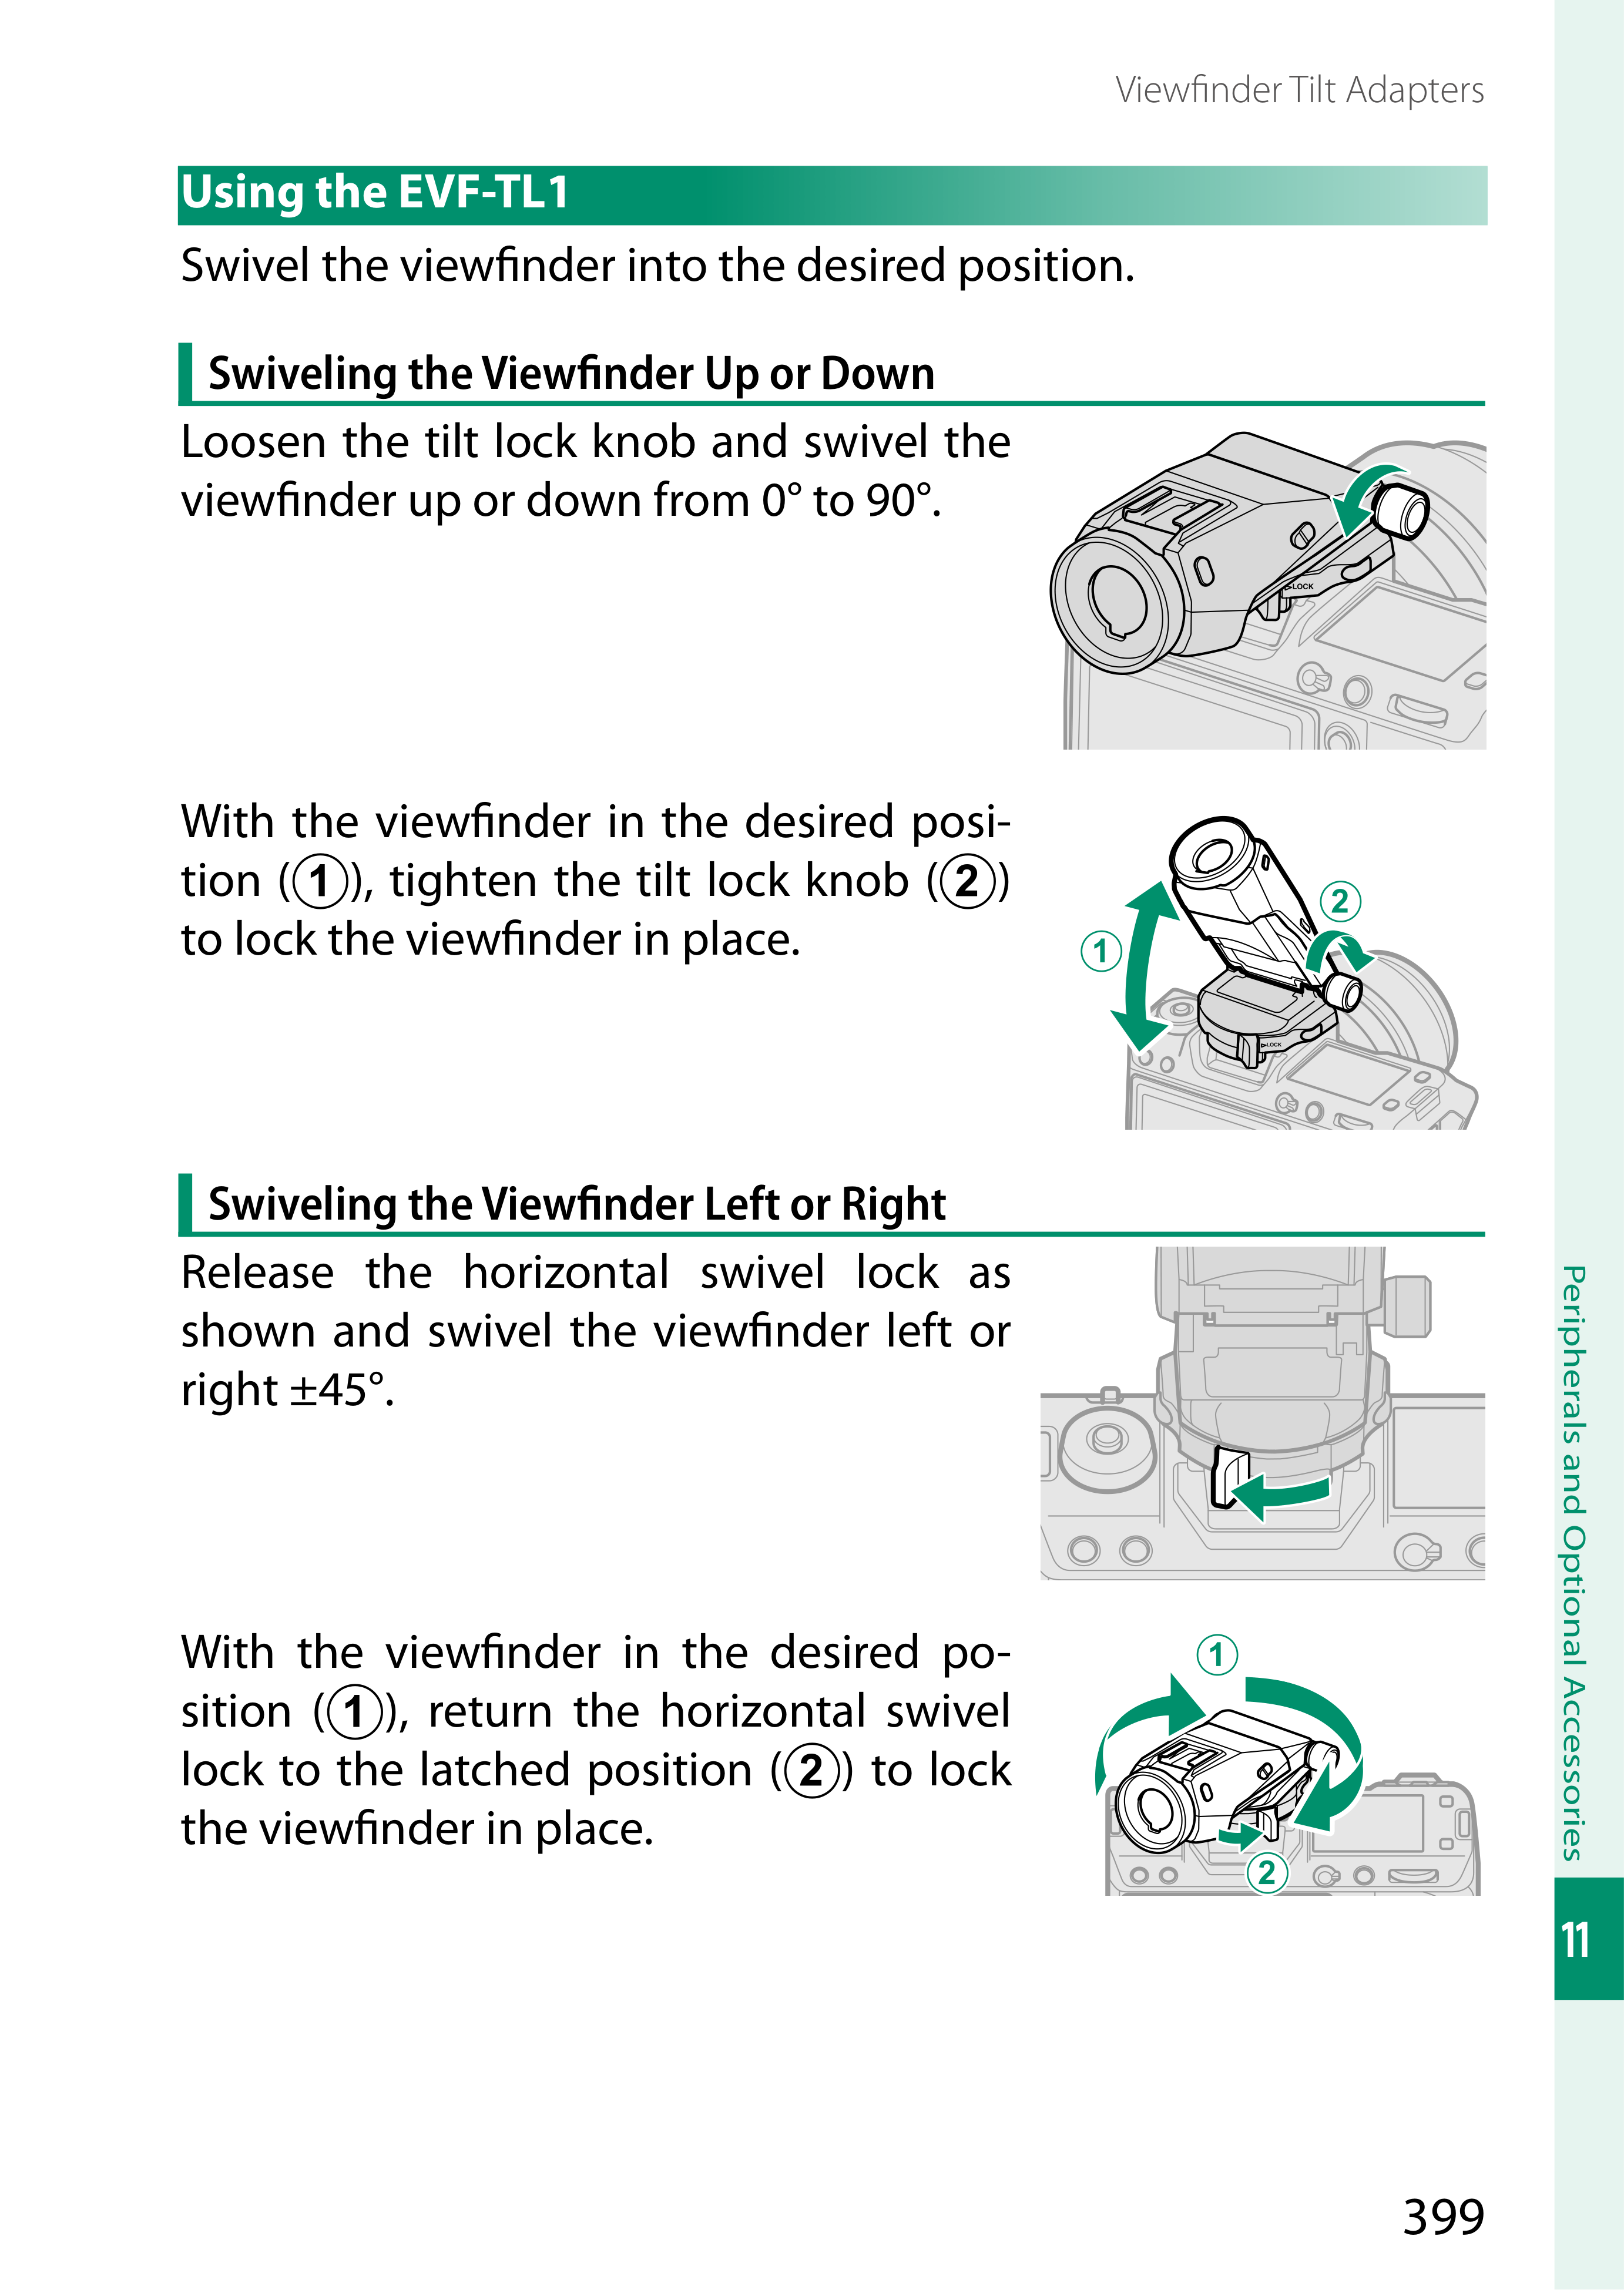 Viewfinder Tilt Adapters
Using the EVF-TL1
Swivel the viewfinder into the desired position.
Swiveling the Viewfinder Up or Down
Loosen the tilt lock knob and swivel the
viewfinder up or down from 0° to 90°.
LOCK
With the viewfinder in the desired posi-
tion (①), tighten the tilt lock knob (②)
to lock the viewfinder in place.
①
②
LOCK
Swiveling the Viewfinder Left or Right
Release the horizontal swivel lock as
shown and swivel the viewfinder left or
right ±45°.
With the viewfinder in the desired po-
sition (①), return the horizontal swivel
lock to the latched position (②) to lock
the viewfinder in place.
①
②
Peripherals and Optional Accessories
11
399